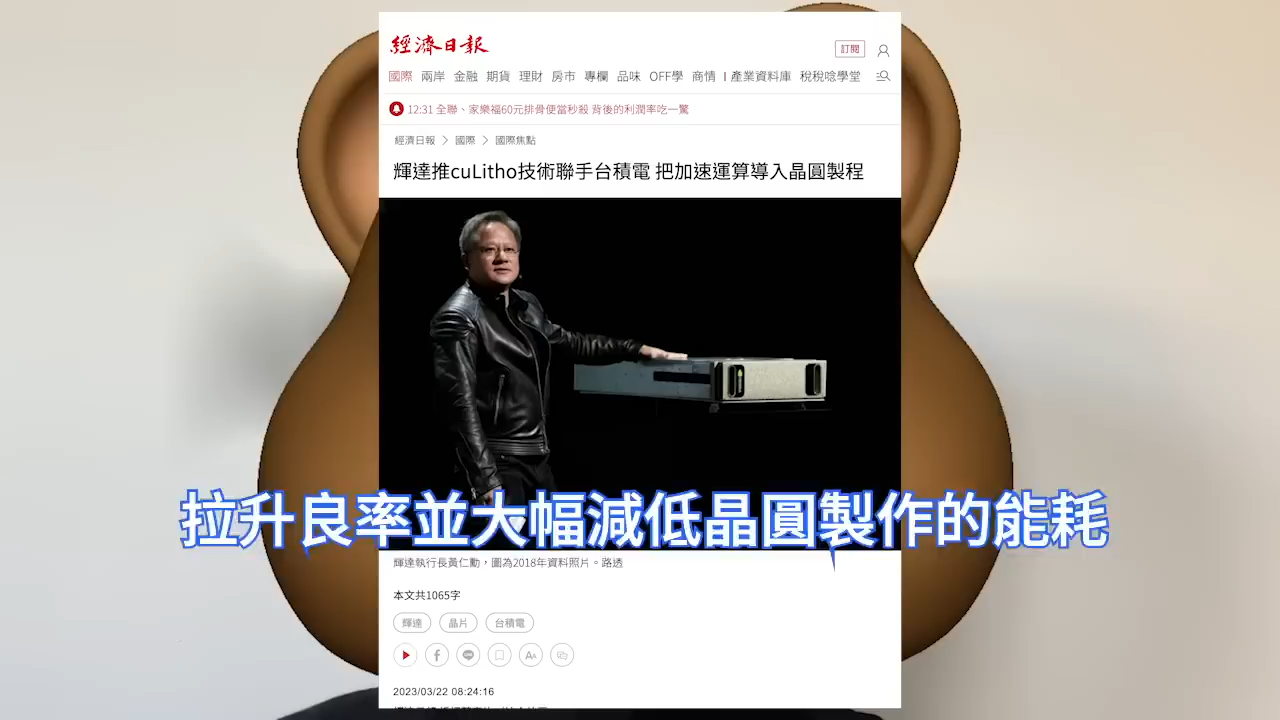 經濟日報
訂閱
國際 兩岸 金融 期貨 理財 房市 專欄 品味 OFF學 商情 產業資料庫 稅稅唸學堂
12:31 全聯、家樂福60元排骨便當秒殺 背後的利潤率吃一驚
經濟日報 > 國際 > 國際焦點
輝達推cuLitho技術聯手台積電 把加速運算導入晶圓製程
拉升良率並大幅減低晶圓製作的能耗
輝達執行長黃仁勳,圖為2018年資料照片。路透
本文共1065字
輝達 晶片 台積電
2023/03/22 08:24:16